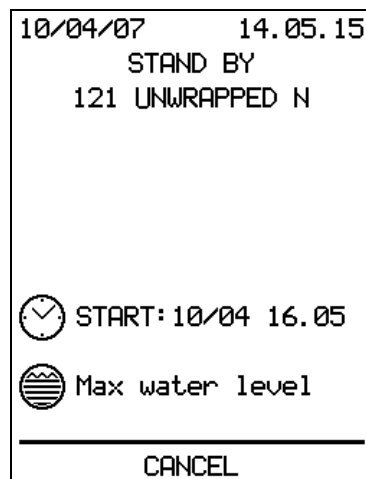 10/04/07 14.05.15
STAND BY
121 UNWRAPPED N
START:10/04 16.05
Max water level
CANCEL